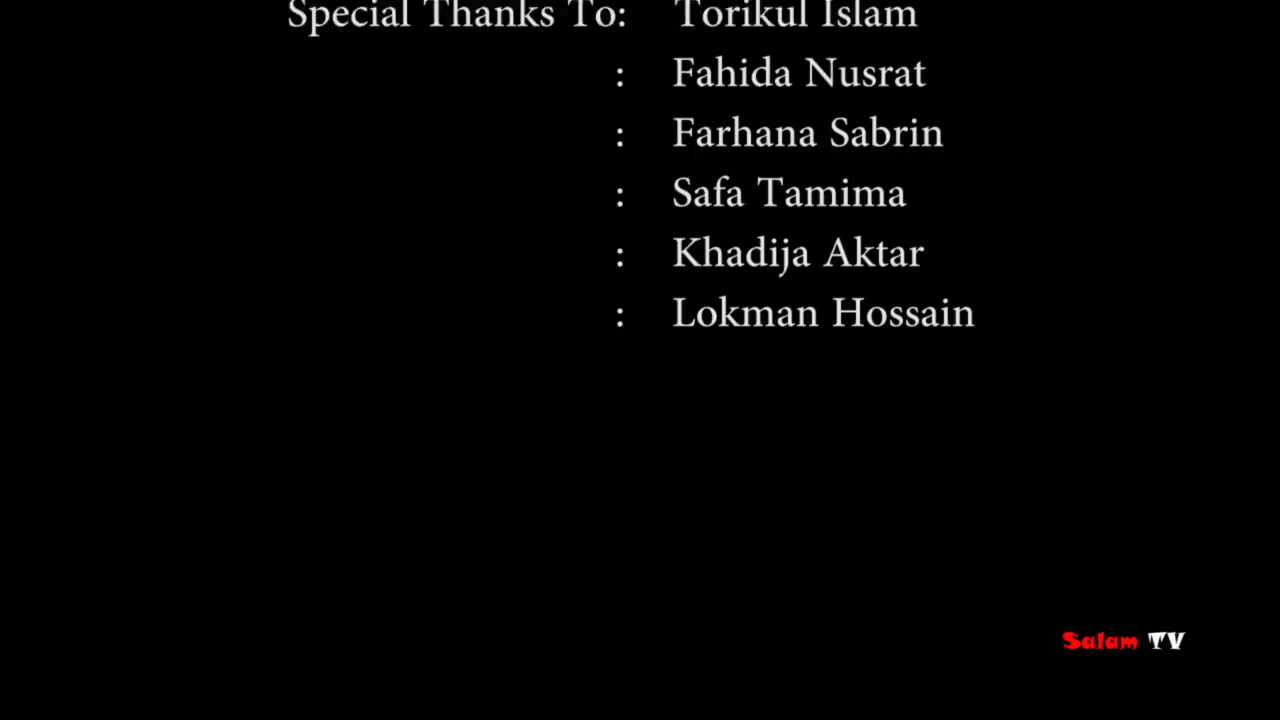 Special Thanks To: Torikul Islam
: Fahida Nusrat
: Farhana Sabrin
: Safa Tamima
: Khadija Aktar
: Lokman Hossain
Salam TV